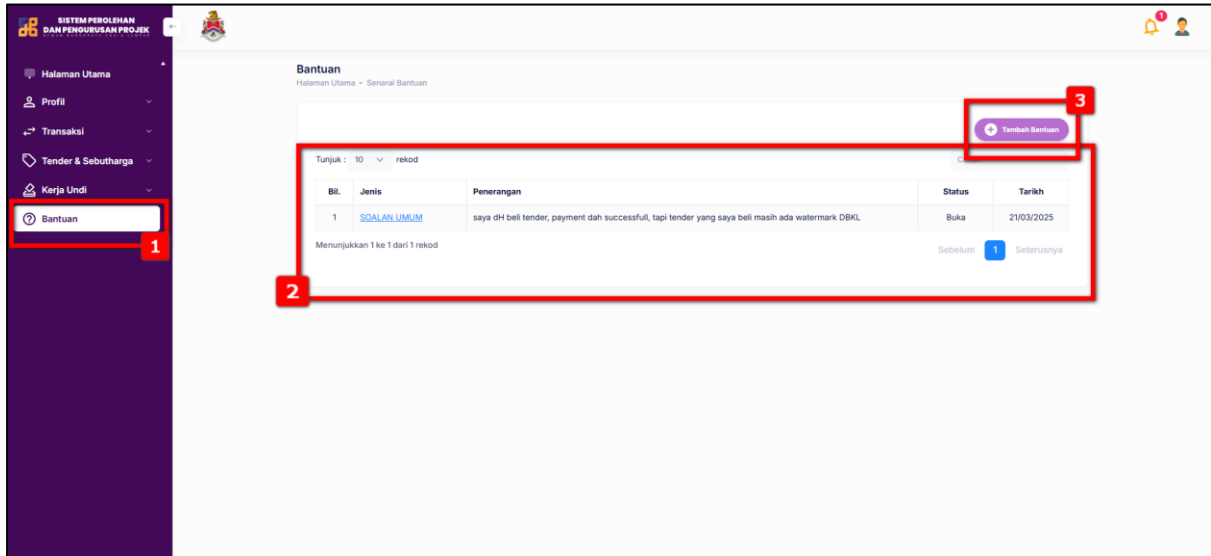 SISTEM PEROLEHAN
DAN PENGURUSAN PROJEK
1
Halaman Utama
Profil
Transaksi
Tender & Sebutharga
Kerja Undi
Bantuan
1
Bantuan
Halaman Utama - Senarai Bantuan
3
Tambah Bantuan
Tunjuk : 10 rekod
Bil. Jenis Penerangan Status Tarikh
1 SOALAN UMUM saya dH beli tender, payment dah successfull, tapi tender yang saya beli masih ada watermark DBKL Buka 21/03/2025
Menunjukkan 1 ke 1 dari 1 rekod
Sebelum 1 Seterusnya
2